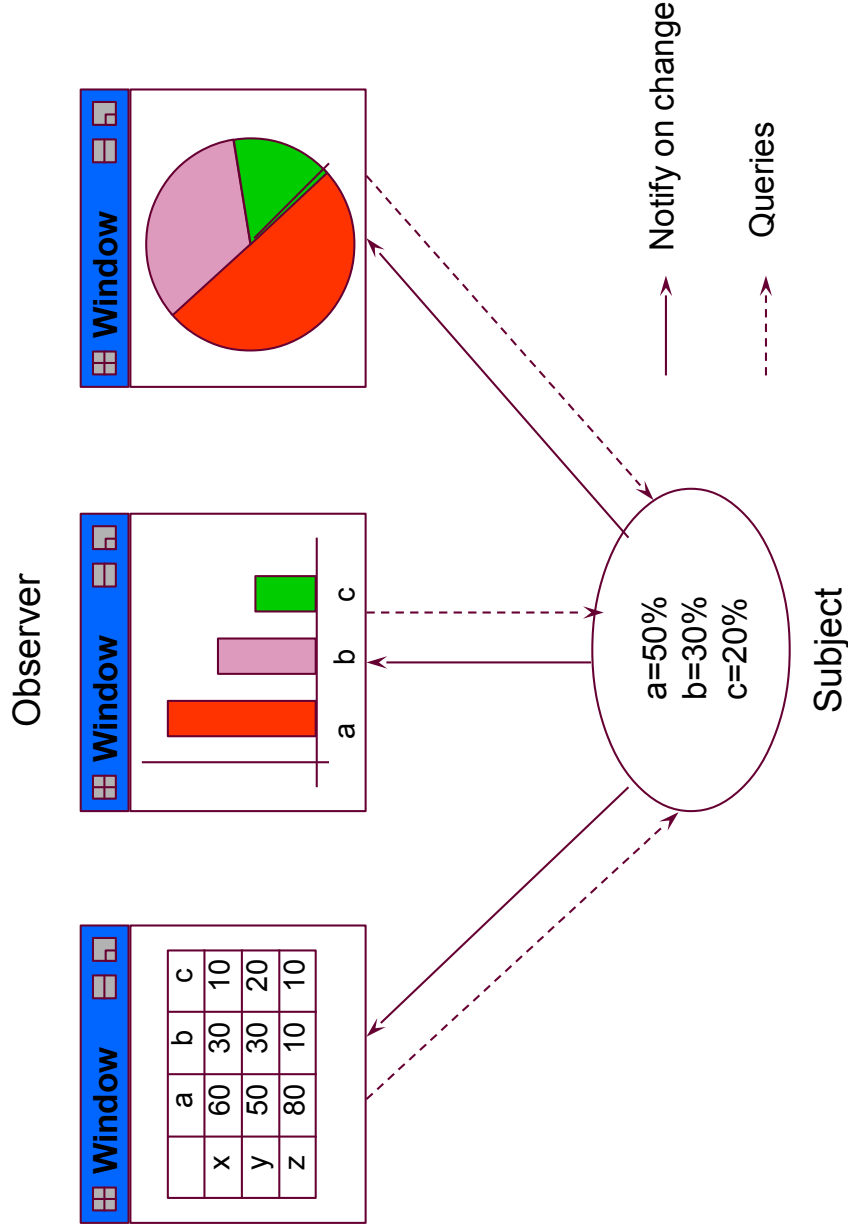 Observer
Window
Window
Window
a b c
x 60 30 10
y 50 30 20
z 80 10 10
a b c
a=50%
b=30%
c=20%
Subject
Notify on change
Queries